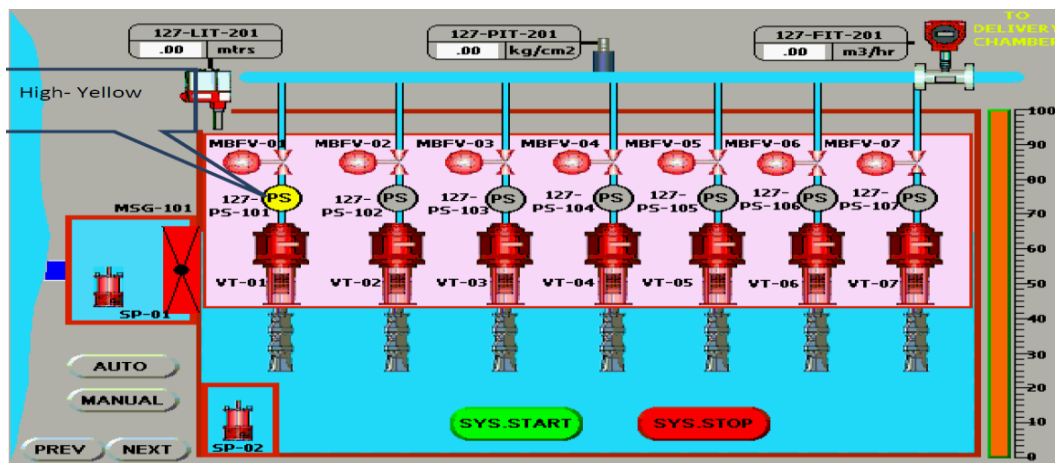 TO
DELIVERY
CHAMBER
127-LIT-201
.00 mtrs
127-PIT-201
.00 kg/cm2
127-FIT-201
.00 m3/hr
High- Yellow
MBFV-01 MBFV-02 MBFV-03 MBFV-04 MBFV-05 MBFV-06 MBFV-07
PS PS PS PS PS PS PS
127-PS-101
127-PS-102
127-PS-103
127-PS-104
127-PS-105
127-PS-106
127-PS-107
MSG-101
VT-01 VT-02 VT-03 VT-04 VT-05 VT-06 VT-07
SP-01
AUTO
MANUAL
PREV NEXT
SP-02
SYS.START SYS.STOP
100
90
80
70
60
50
40
30
20
10
0